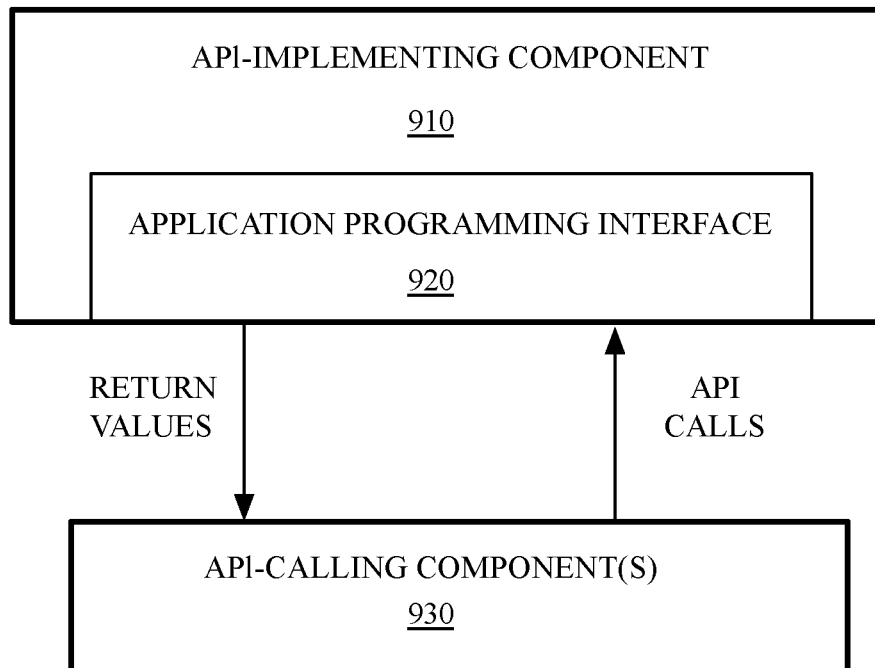 API-IMPLEMENTING COMPONENT
910
APPLICATION PROGRAMMING INTERFACE
920
RETURN
VALUES
API
CALLS
API-CALLING COMPONENT(S)
930